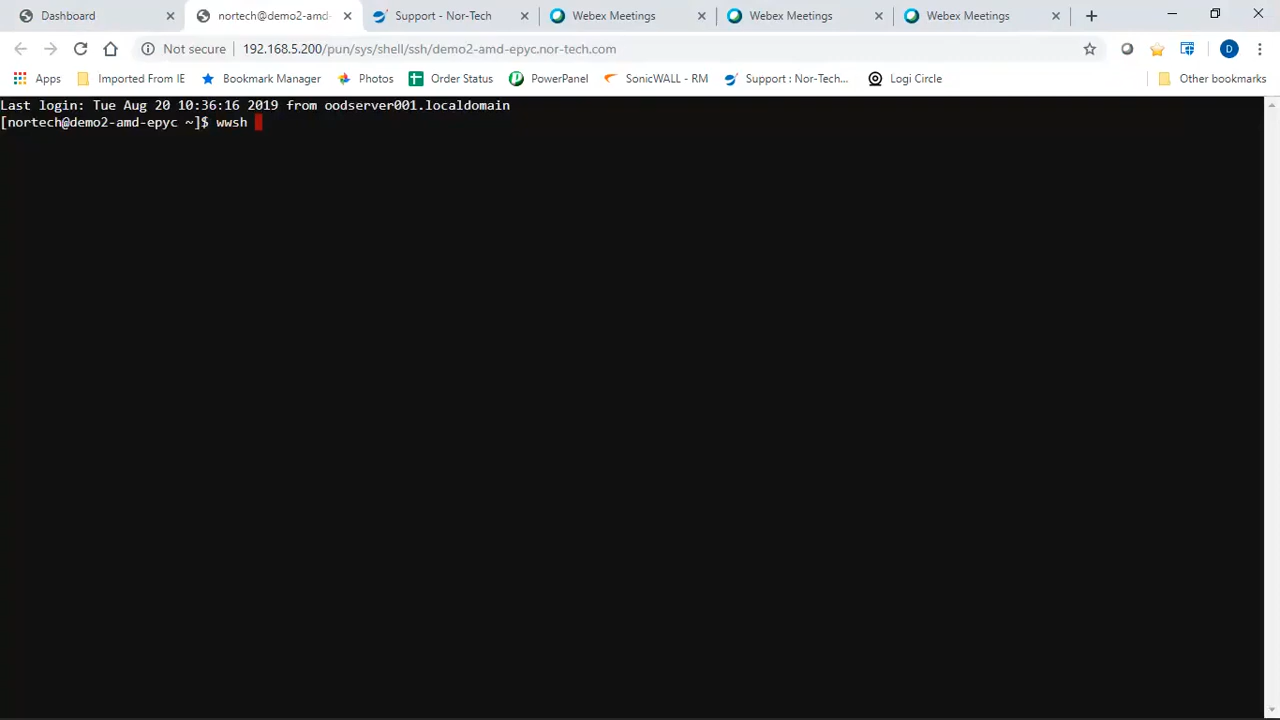 Dashboard
nortech@demo2-amd-
Support - Nor-Tech
Webex Meetings
Webex Meetings
Webex Meetings
Not secure
192.168.5.200/pun/sys/shell/ssh/demo2-amd-epyc.nor-tech.com
D
Apps
Imported From IE
Bookmark Manager
Photos
Order Status
PowerPanel
SonicWALL - RM
Support : Nor-Tech...
Logi Circle
Other bookmarks
Last login: Tue Aug 20 10:36:16 2019 from oodserver001.localdomain
[nortech@demo2-amd-epyc ~]$ wwsh